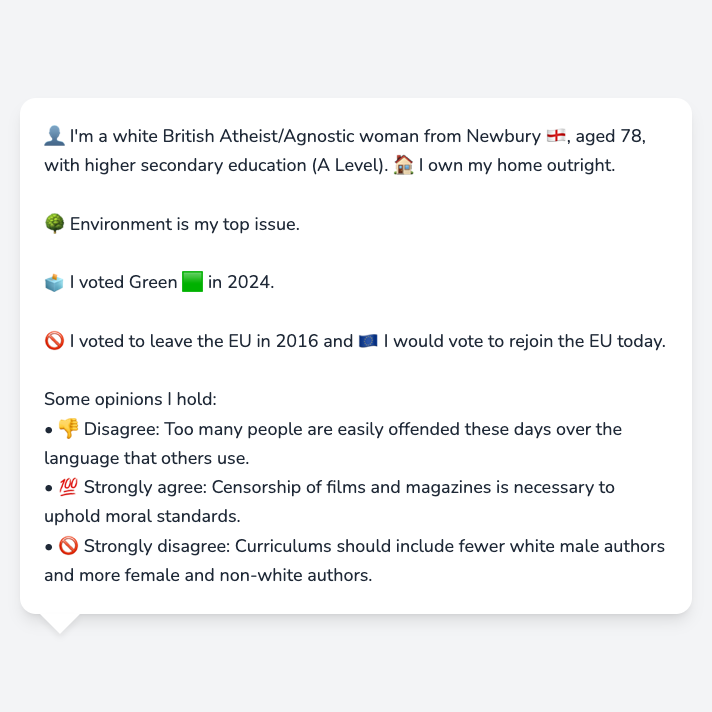 👤 I'm a white British Atheist/Agnostic woman from Newbury 🏴󠁧󠁢󠁥󠁮󠁧󠁿, aged 78,
with higher secondary education (A Level). 🏠 I own my home outright.
🌳 Environment is my top issue.
🗳️ I voted Green 🟩 in 2024.
🚫 I voted to leave the EU in 2016 and 🇪🇺 I would vote to rejoin the EU today.
Some opinions I hold:
• 👎 Disagree: Too many people are easily offended these days over the
language that others use.
• 💯 Strongly agree: Censorship of films and magazines is necessary to
uphold moral standards.
• 🚫 Strongly disagree: Curriculums should include fewer white male authors
and more female and non-white authors.